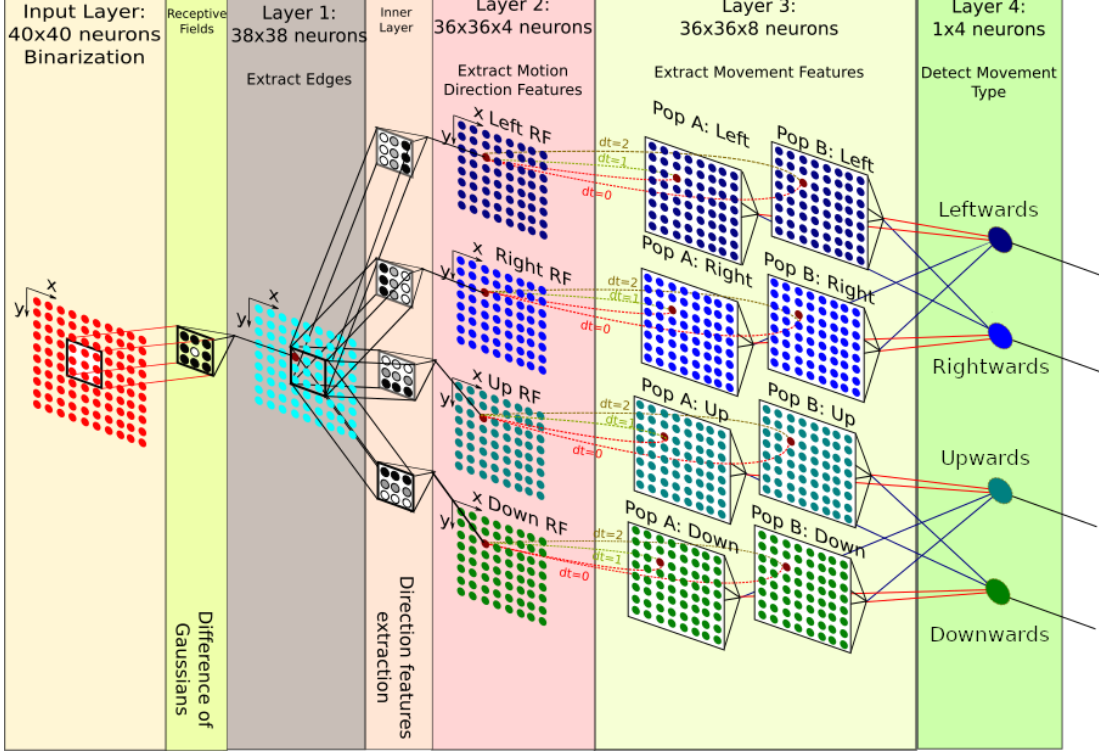 Input Layer:
40x40 neurons
Binarization
Receptive
Fields
Layer 1:
38x38 neurons
Extract Edges
Inner
Layer
Layer 2:
36x36x4 neurons
Extract Motion
Direction Features
Layer 3:
36x36x8 neurons
Extract Movement Features
Layer 4:
1x4 neurons
Detect Movement
Type
x
y
x
y
Difference of
Gaussians
Direction features
extraction
x
y
Left RF
dt=2
dt=1
dt=0
Pop A: Left
Pop B: Left
Leftwards
x
y
Right RF
dt=2
dt=1
dt=0
Pop A: Right
Pop B: Right
Rightwards
x
y
Up RF
dt=2
dt=1
dt=0
Pop A: Up
Pop B: Up
Upwards
x
y
Down RF
dt=2
dt=1
dt=0
Pop A: Down
Pop B: Down
Downwards